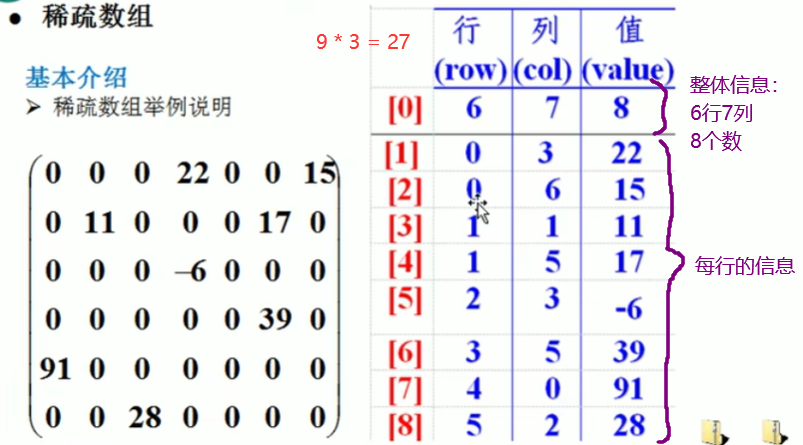 ● 稀疏数组
9 * 3 = 27
基本介绍
➢ 稀疏数组举例说明
0 0 0 22 0 0 15
0 11 0 0 0 17 0
0 0 0 –6 0 0 0
0 0 0 0 0 39 0
91 0 0 0 0 0 0
0 0 28 0 0 0 0
行 列 值
(row) (col) (value)
[0] 6 7 8
[1] 0 3 22
[2] 0 6 15
[3] 1 1 11
[4] 1 5 17
[5] 2 3 -6
[6] 3 5 39
[7] 4 0 91
[8] 5 2 28
整体信息：
6行7列
8个数
每行的信息